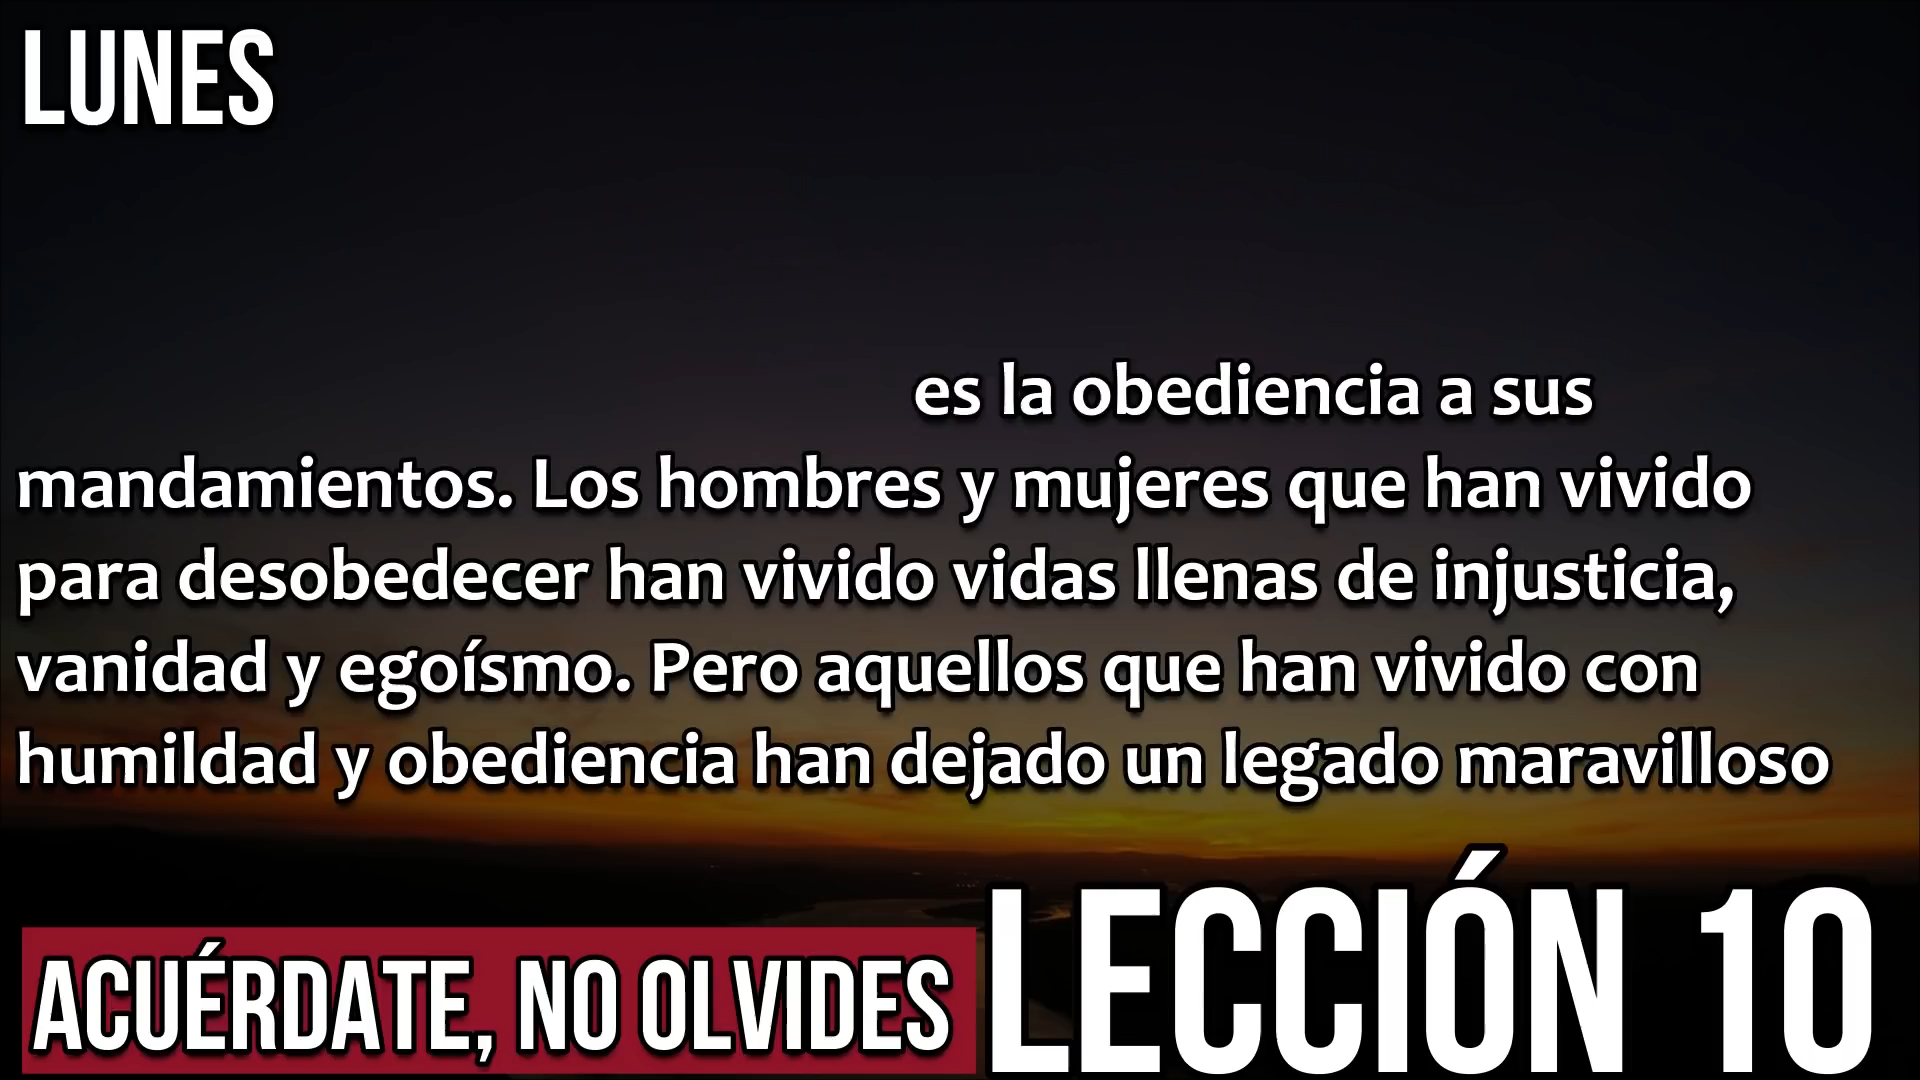 LUNES
es la obediencia a sus
mandamientos. Los hombres y mujeres que han vivido
para desobedecer han vivido vidas llenas de injusticia,
vanidad y egoísmo. Pero aquellos que han vivido con
humildad y obediencia han dejado un legado maravilloso
ACUÉRDATE, NO OLVIDES
LECCIÓN 10